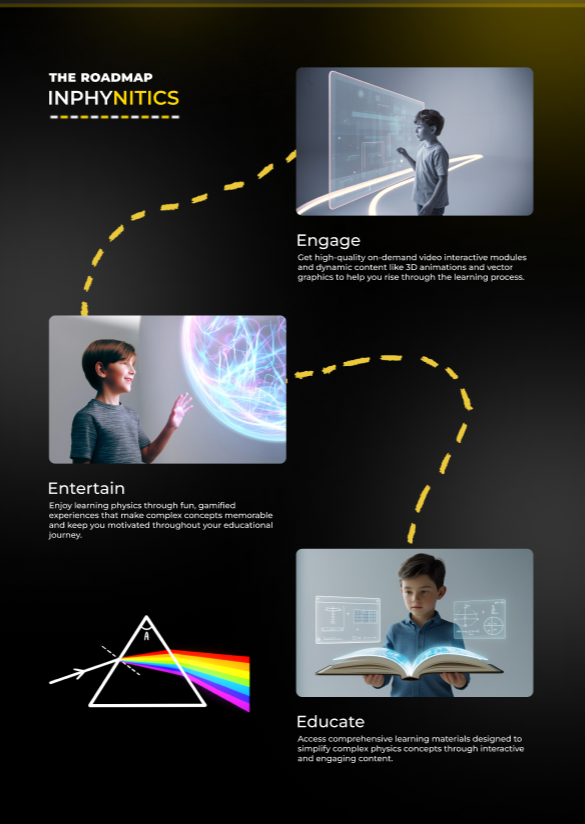 THE ROADMAP
INPHYNITICS
Engage
Get high-quality on-demand video interactive modules
and dynamic content like 3D animations and vector
graphics to help you rise through the learning process.
Entertain
Enjoy learning physics through fun, gamified
experiences that make complex concepts memorable
and keep you motivated throughout your educational
journey.
A
Educate
Access comprehensive learning materials designed to
simplify complex physics concepts through interactive
and engaging content.